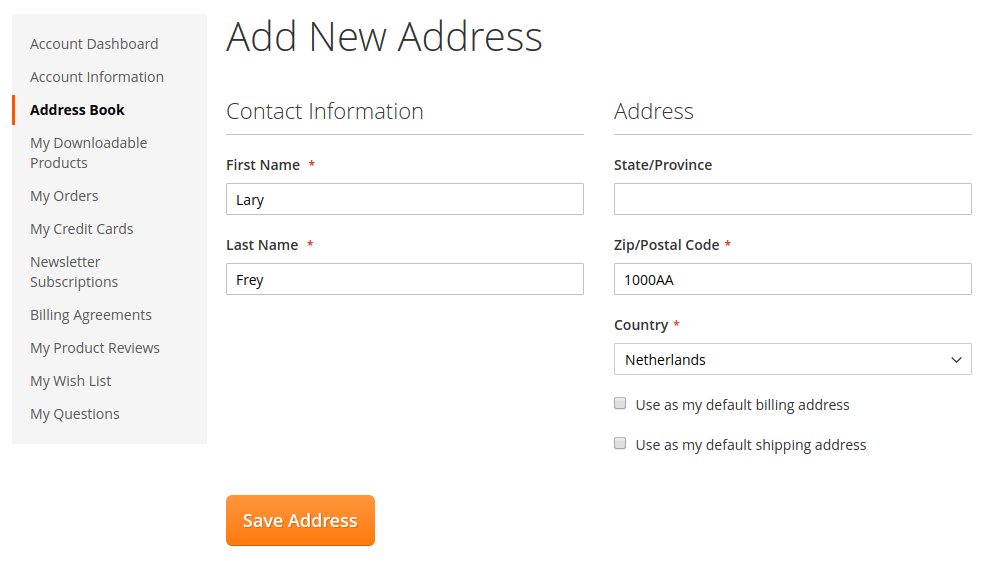 Account Dashboard
Account Information
Address Book
My Downloadable
Products
My Orders
My Credit Cards
Newsletter
Subscriptions
Billing Agreements
My Product Reviews
My Wish List
My Questions
Add New Address
Contact Information
First Name *
Lary
Last Name *
Frey
Address
State/Province
Zip/Postal Code *
1000AA
Country *
Netherlands
Use as my default billing address
Use as my default shipping address
Save Address